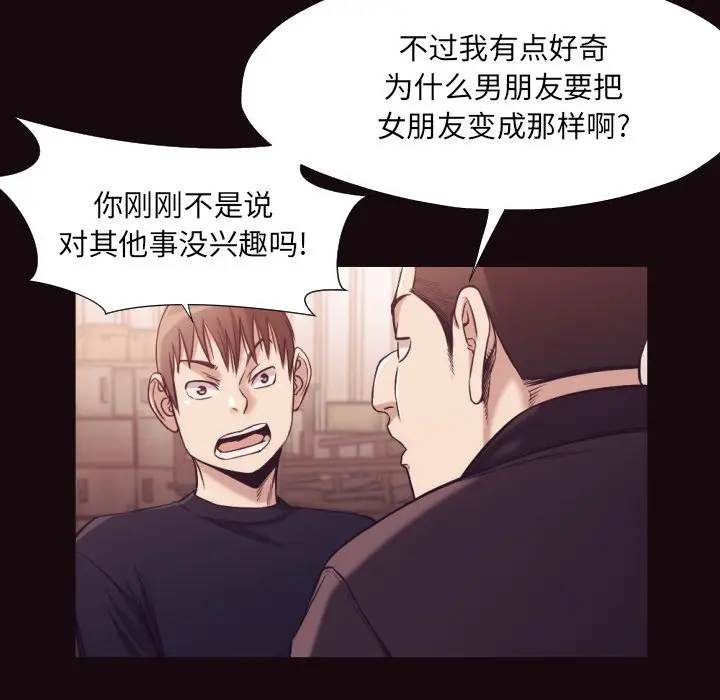 不过我有点好奇
为什么男朋友要把
女朋友变成那样啊?
你刚刚不是说
对其他事没兴趣吗!